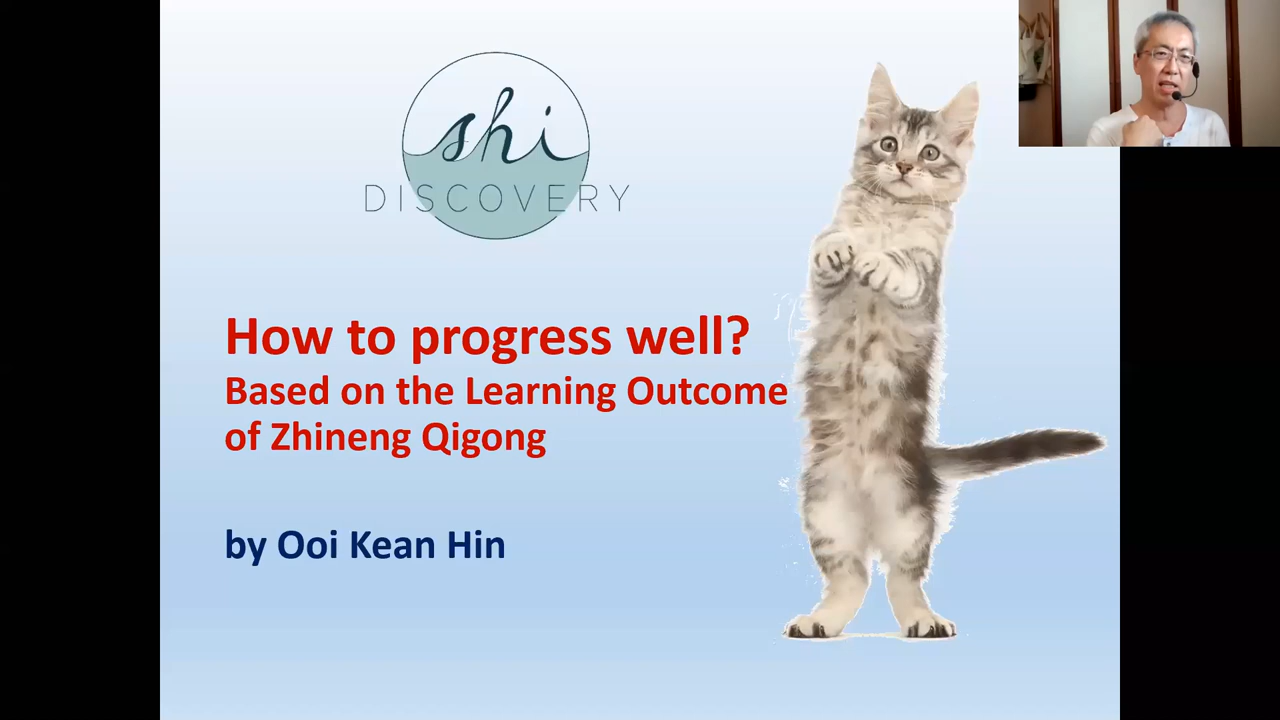 shi
DISCOVERY
How to progress well?
Based on the Learning Outcome
of Zhineng Qigong
by Ooi Kean Hin